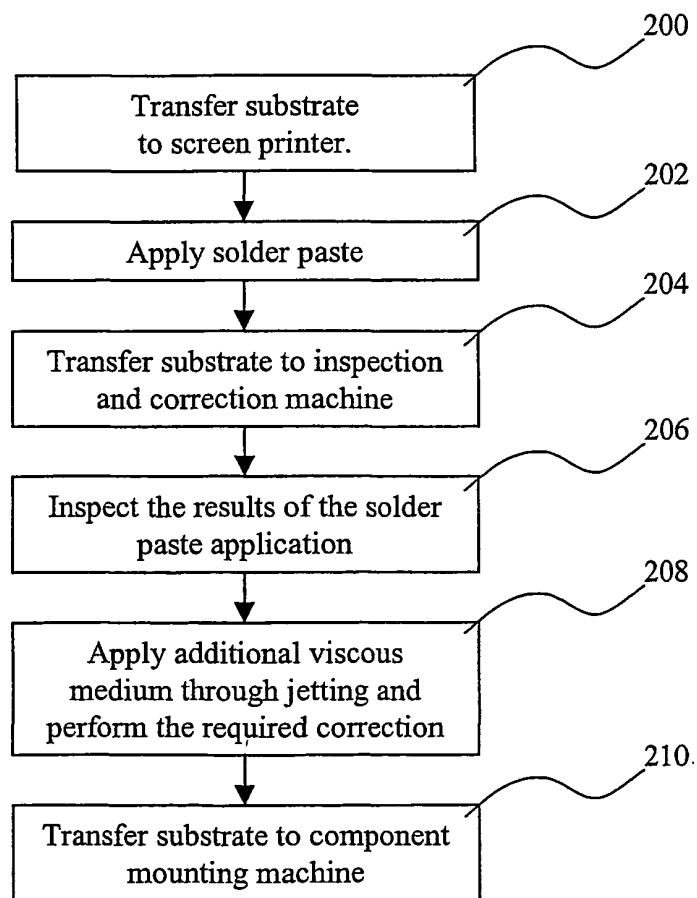 200
Transfer substrate
to screen printer.
202
Apply solder paste
204
Transfer substrate to inspection
and correction machine
206
Inspect the results of the solder
paste application
208
Apply additional viscous
medium through jetting and
perform the required correction
210.
Transfer substrate to component
mounting machine